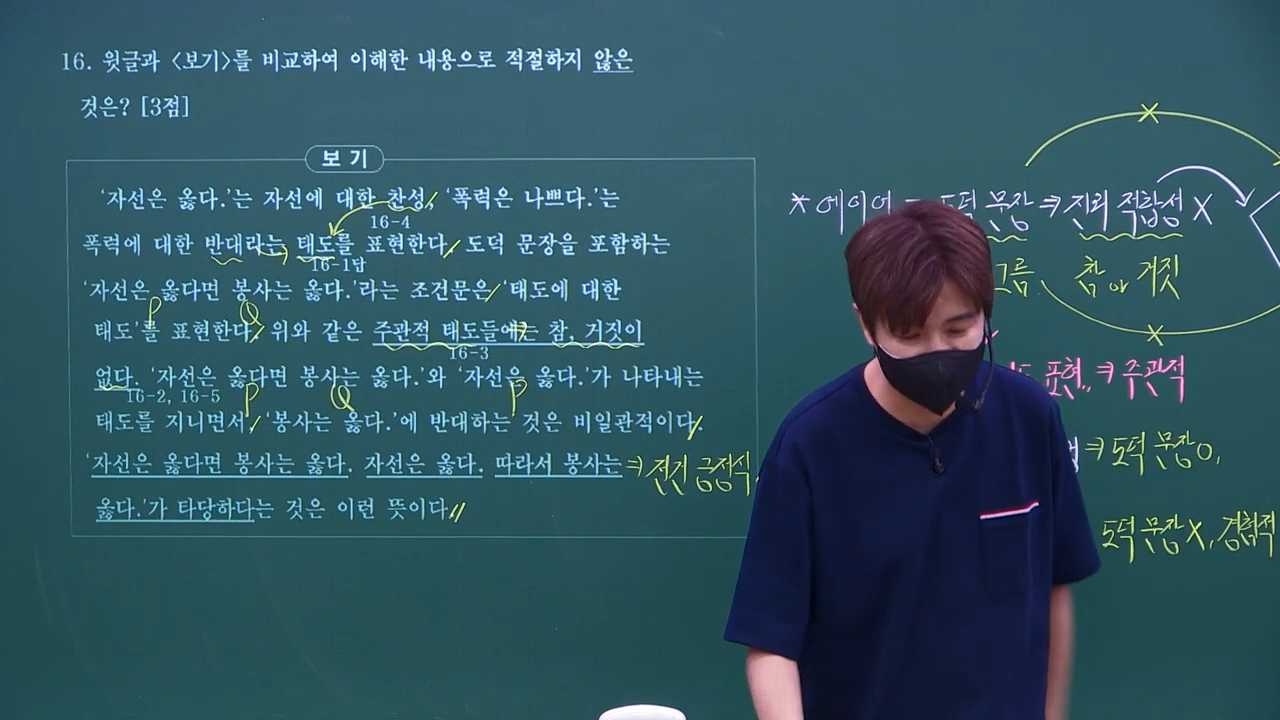 16. 윗글과 <보기>를 비교하여 이해한 내용으로 적절하지 않은
것은? [3점]
보 기
'자선은 옳다.'는 자선에 대한 찬성, '폭력은 나쁘다.'는
16-4
폭력에 대한 반대라는 태도를 표현한다. 도덕 문장을 포함하는
16-1답
'자선은 옳다면 봉사는 옳다.'라는 조건문은 '태도에 대한
P Q
태도'를 표현한다. 위와 같은 주관적 태도들에는 참, 거짓이
16-3
없다. '자선은 옳다면 봉사는 옳다.'와 '자선은 옳다.'가 나타내는
16-2, 16-5
P Q P
태도를 지니면서, '봉사는 옳다.'에 반대하는 것은 비일관적이다.
'자선은 옳다면 봉사는 옳다. 자선은 옳다. 따라서 봉사는 ⇒ 전건 긍정식
옳다.'가 타당하다는 것은 이런 뜻이다.
* 에이어 도덕 문장 ⇒ 진리 적합성 X
그름 참 or 거짓
표현 ⇒ 주관적
⇒ 도덕 문장 O,
도덕 문장 X, 경험적